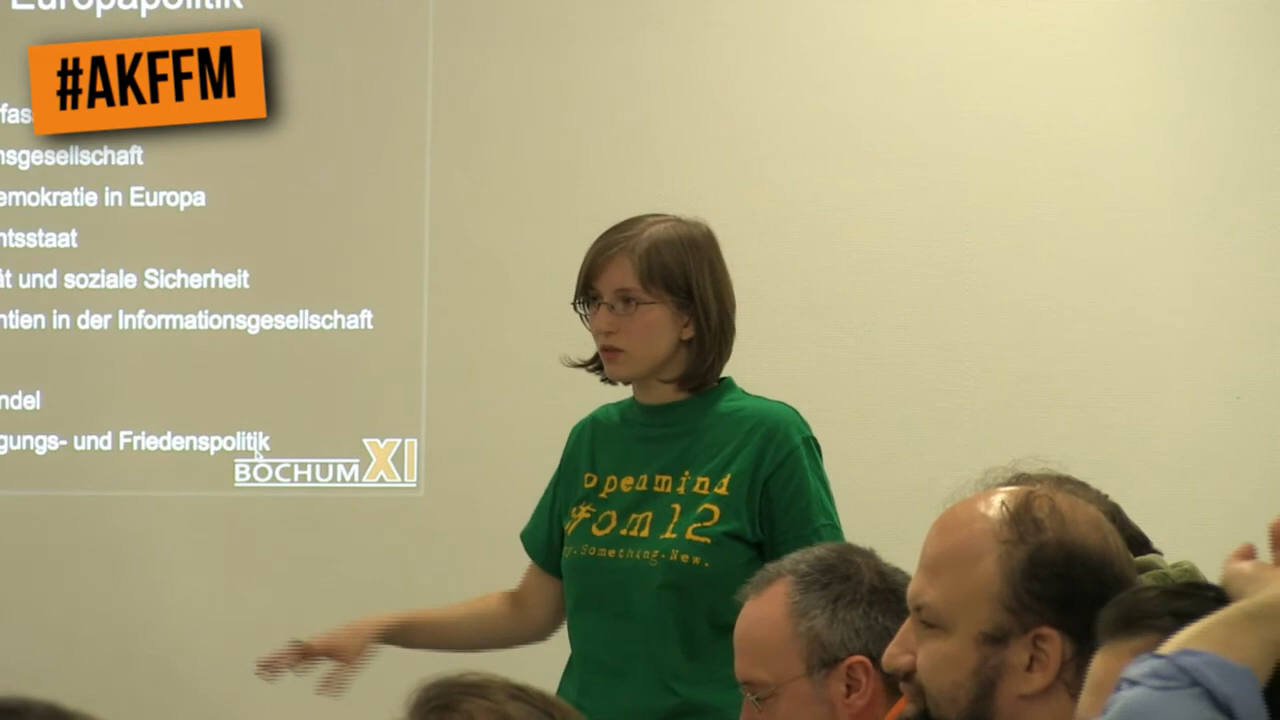 Europapolitik
#AKFFM
fas
nsgesellschaft
emokratie in Europa
ntsstaat
ät und soziale Sicherheit
ntien in der Informationsgesellschaft
ndel
gungs- und Friedenspolitik
BOCHUM XI
openmind
#om12
y.Something.New.